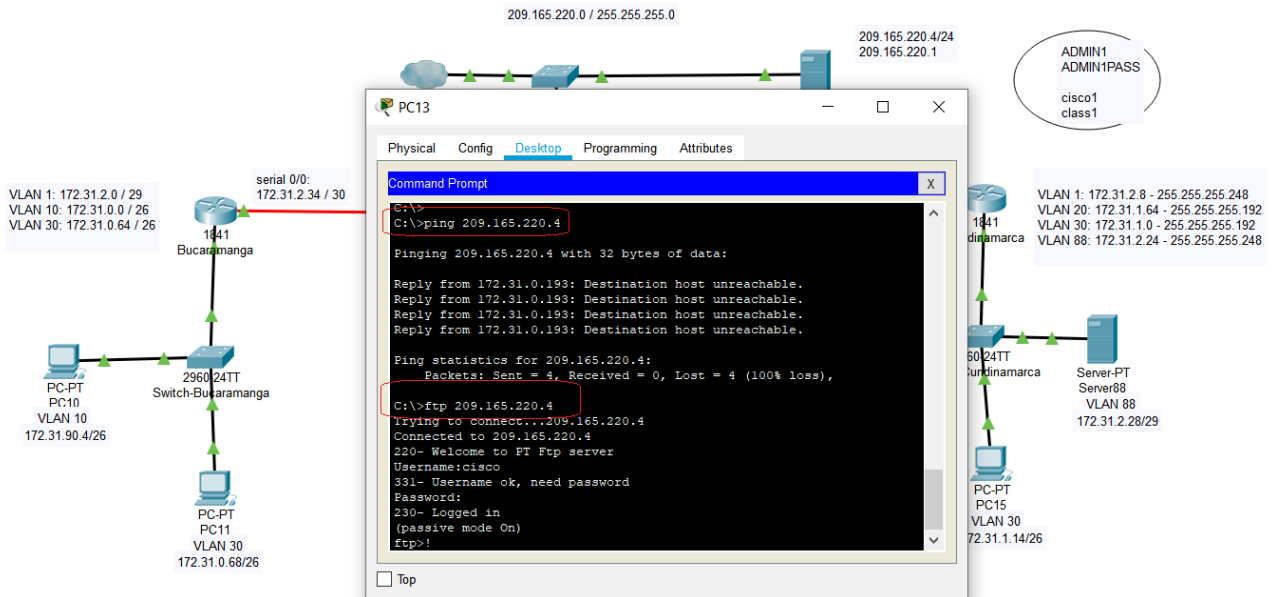 209.165.220.0 / 255.255.255.0
209.165.220.4/24
209.165.220.1
ADMIN1
ADMIN1PASS
cisco1
class1
VLAN 1: 172.31.2.0 / 29
VLAN 10: 172.31.0.0 / 26
VLAN 30: 172.31.0.64 / 26
serial 0/0:
172.31.2.34 / 30
1841
Bucaramanga
2960-24TT
Switch-Bucaramanga
PC-PT
PC10
VLAN 10
172.31.90.4/26
PC-PT
PC11
VLAN 30
172.31.0.68/26
PC13
Physical Config Desktop Programming Attributes
Command Prompt
X
C:\>
C:\>ping 209.165.220.4
Pinging 209.165.220.4 with 32 bytes of data:
Reply from 172.31.0.193: Destination host unreachable.
Reply from 172.31.0.193: Destination host unreachable.
Reply from 172.31.0.193: Destination host unreachable.
Reply from 172.31.0.193: Destination host unreachable.
Ping statistics for 209.165.220.4:
Packets: Sent = 4, Received = 0, Lost = 4 (100% loss),
C:\>ftp 209.165.220.4
Trying to connect...209.165.220.4
Connected to 209.165.220.4
220- Welcome to PT Ftp server
Username:cisco
331- Username ok, need password
Password:
230- Logged in
(passive mode On)
ftp>!
Top
1841
dinamarca
VLAN 1: 172.31.2.8 - 255.255.255.248
VLAN 20: 172.31.1.64 - 255.255.255.192
VLAN 30: 172.31.1.0 - 255.255.255.192
VLAN 88: 172.31.2.24 - 255.255.255.248
60-24TT
Cundinamarca
Server-PT
Server88
VLAN 88
172.31.2.28/29
PC-PT
PC15
VLAN 30
72.31.1.14/26